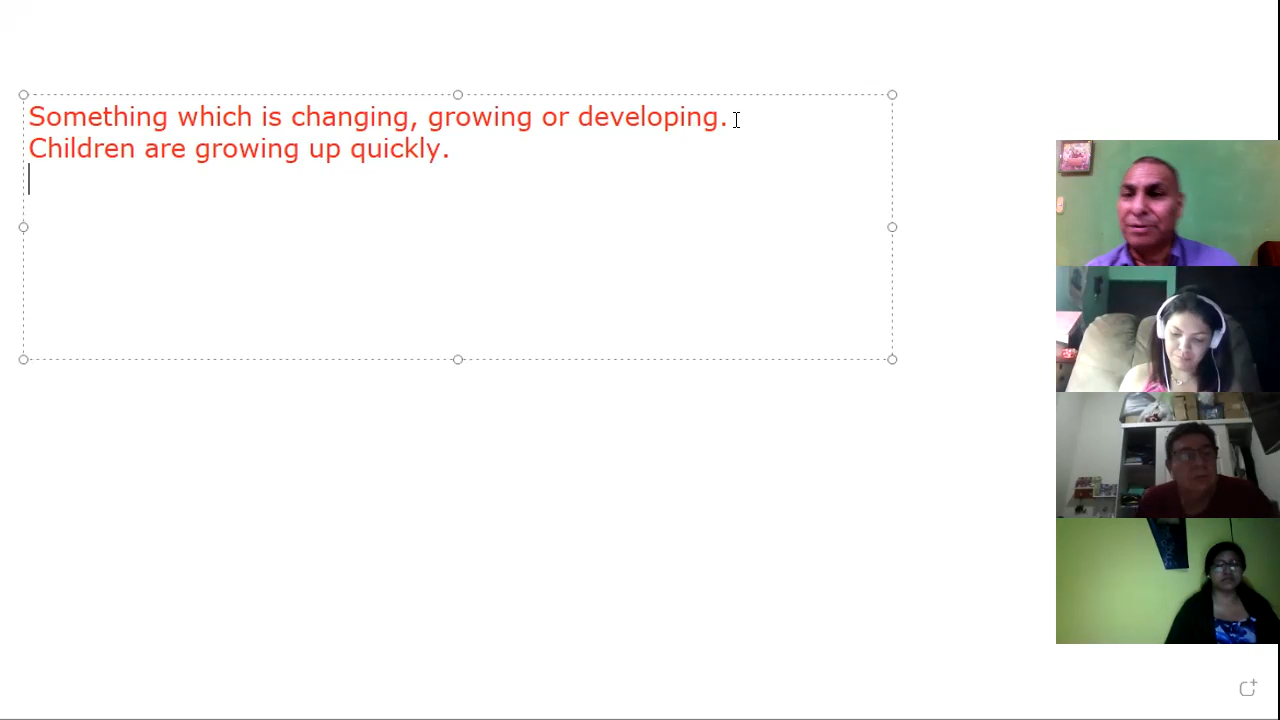 Something which is changing, growing or developing.
Children are growing up quickly.